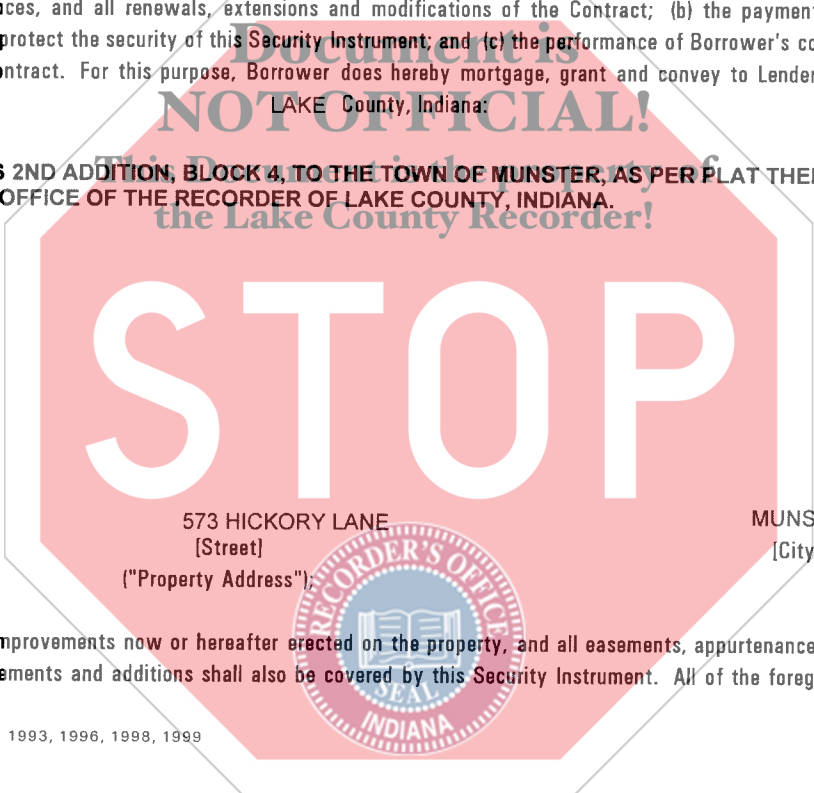 ces, and all renewals, extensions and modifications of the Contract; (b) the payment
Document is
protect the security of this Security Instrument; and (c) the performance of Borrower's co
ntract. For this purpose, Borrower does hereby mortgage, grant and convey to Lender
NOT OFFICIAL!
LAKE County, Indiana:
This Document is the property of
S 2ND ADDITION, BLOCK 4, TO THE TOWN OF MUNSTER, AS PER PLAT THE
OFFICE OF THE RECORDER OF LAKE COUNTY, INDIANA.
the Lake County Recorder!
STOP
573 HICKORY LANE MUNS
[Street] [City
("Property Address");
RECORDER'S OFFICE
mprovements now or hereafter erected on the property, and all easements, appurtenance
ements and additions shall also be covered by this Security Instrument. All of the foreg
SEAL
INDIANA
1993, 1996, 1998, 1999